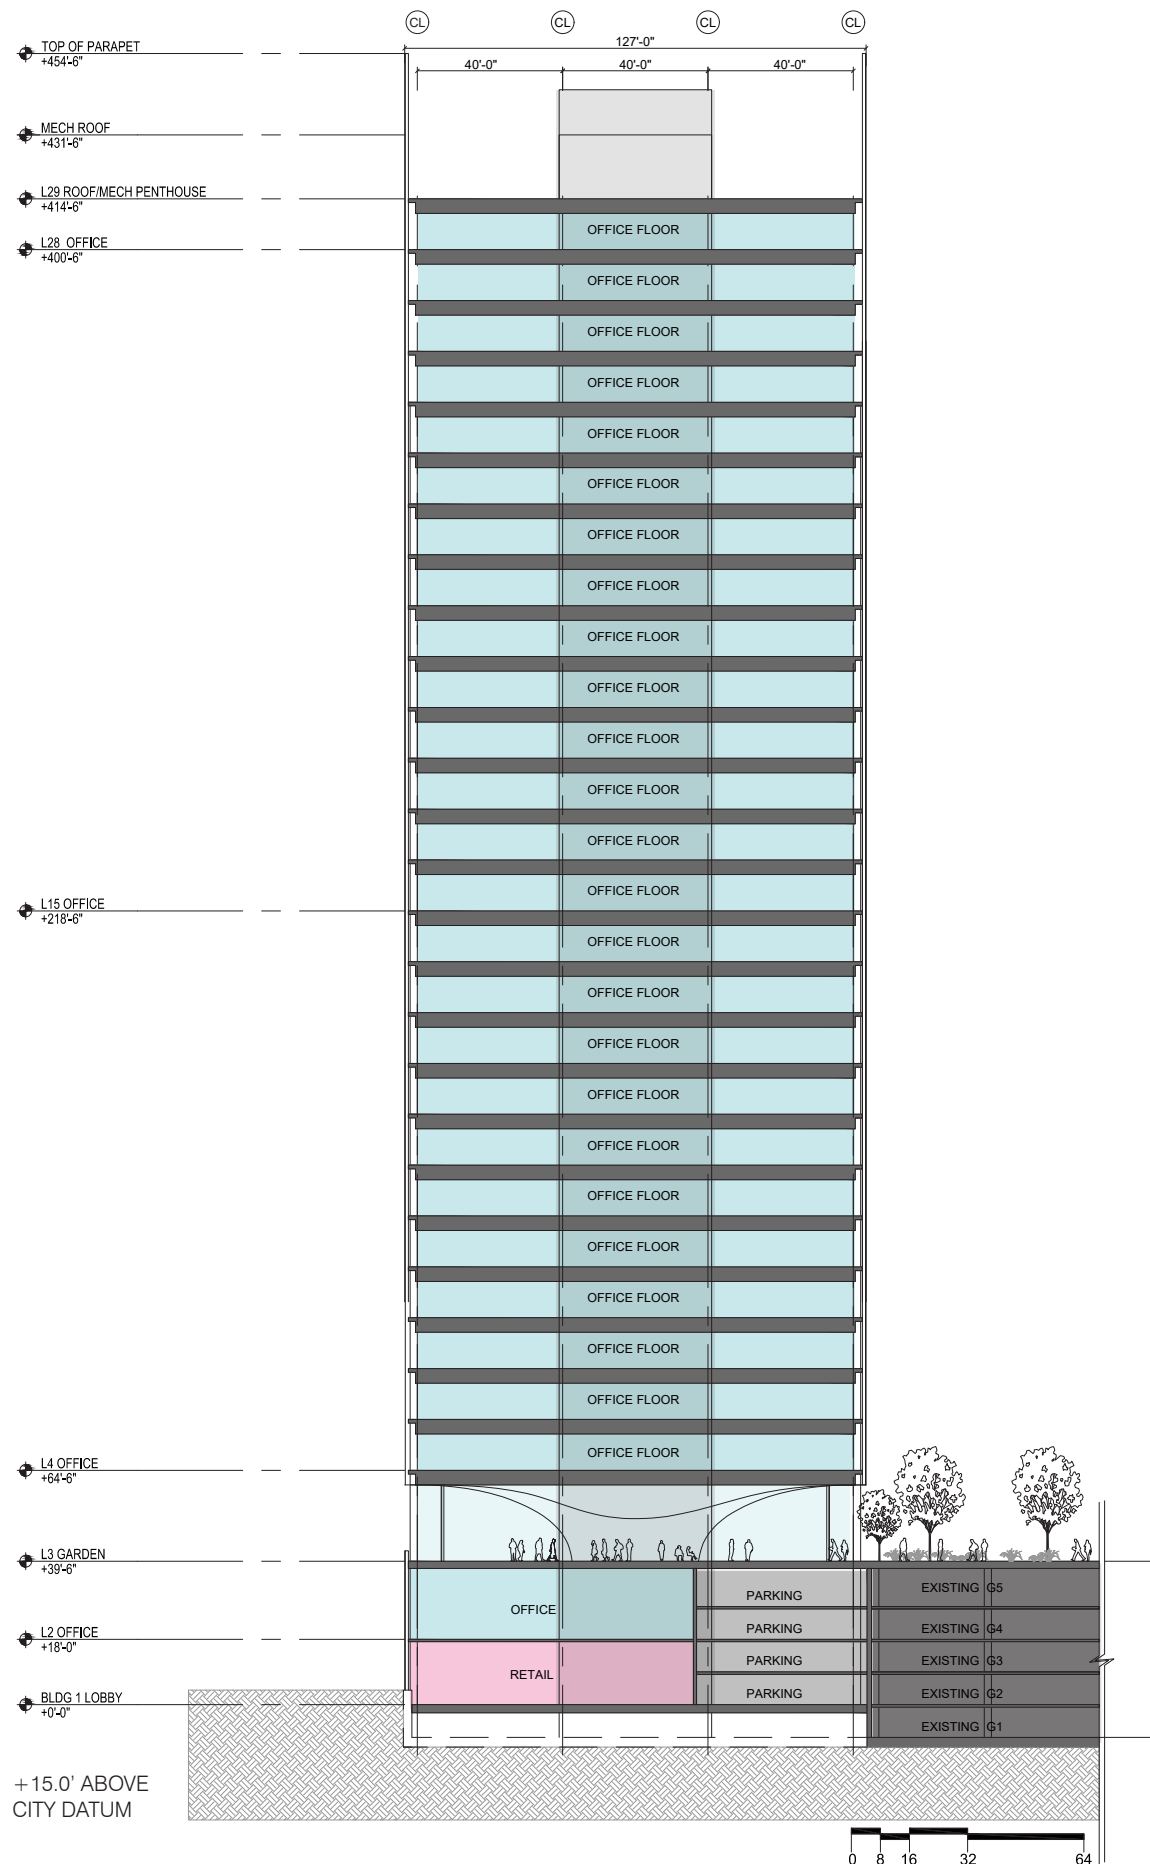 CL CL CL CL
127'-0"
40'-0" 40'-0" 40'-0"
TOP OF PARAPET
+454'-6"
MECH ROOF
+431'-6"
L29 ROOF/MECH PENTHOUSE
+414'-6"
OFFICE FLOOR
L28 OFFICE
+400'-6"
OFFICE FLOOR
OFFICE FLOOR
OFFICE FLOOR
OFFICE FLOOR
OFFICE FLOOR
OFFICE FLOOR
OFFICE FLOOR
OFFICE FLOOR
OFFICE FLOOR
OFFICE FLOOR
OFFICE FLOOR
OFFICE FLOOR
OFFICE FLOOR
L15 OFFICE
+218'-6"
OFFICE FLOOR
OFFICE FLOOR
OFFICE FLOOR
OFFICE FLOOR
OFFICE FLOOR
OFFICE FLOOR
OFFICE FLOOR
OFFICE FLOOR
OFFICE FLOOR
OFFICE FLOOR
OFFICE FLOOR
L4 OFFICE
+64'-6"
L3 GARDEN
+39'-6"
OFFICE
PARKING EXISTING G5
PARKING EXISTING G4
L2 OFFICE
+18'-0"
RETAIL
PARKING EXISTING G3
PARKING EXISTING G2
BLDG 1 LOBBY
+0'-0"
EXISTING G1
+15.0' ABOVE
CITY DATUM
0 8 16 32 64